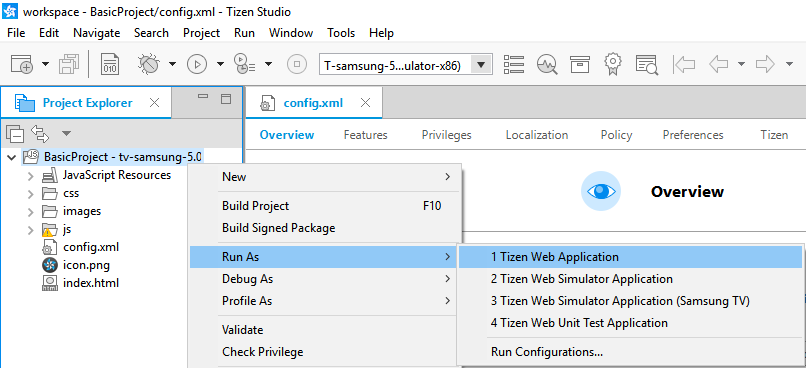 workspace - BasicProject/config.xml - Tizen Studio
File Edit Navigate Search Project Run Window Tools Help
010 T-samsung-5...ulator-x86)
Project Explorer config.xml
Overview Features Privileges Localization Policy Preferences Tizen
BasicProject - tv-samsung-5.0
JavaScript Resources
css
images
js
config.xml
icon.png
index.html
Overview
New
Build Project F10
Build Signed Package
Run As
Debug As
Profile As
Validate
Check Privilege
1 Tizen Web Application
2 Tizen Web Simulator Application
3 Tizen Web Simulator Application (Samsung TV)
4 Tizen Web Unit Test Application
Run Configurations...